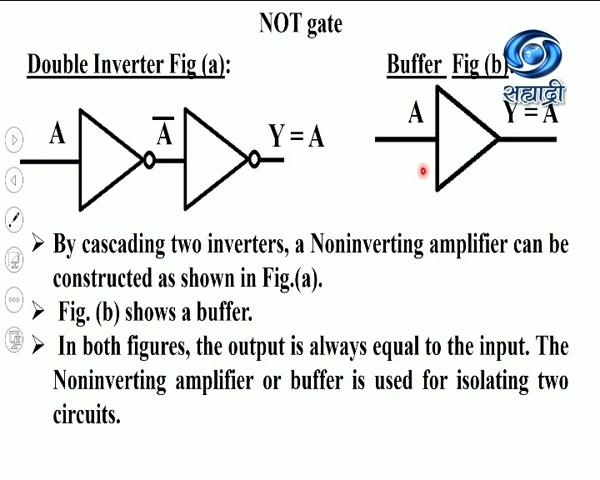 NOT gate
Double Inverter Fig (a):
Buffer Fig (b):
सह्याद्री
A
A̅
Y = A
A
Y = A
➢ By cascading two inverters, a Noninverting amplifier can be
constructed as shown in Fig.(a).
➢ Fig. (b) shows a buffer.
➢ In both figures, the output is always equal to the input. The
Noninverting amplifier or buffer is used for isolating two
circuits.